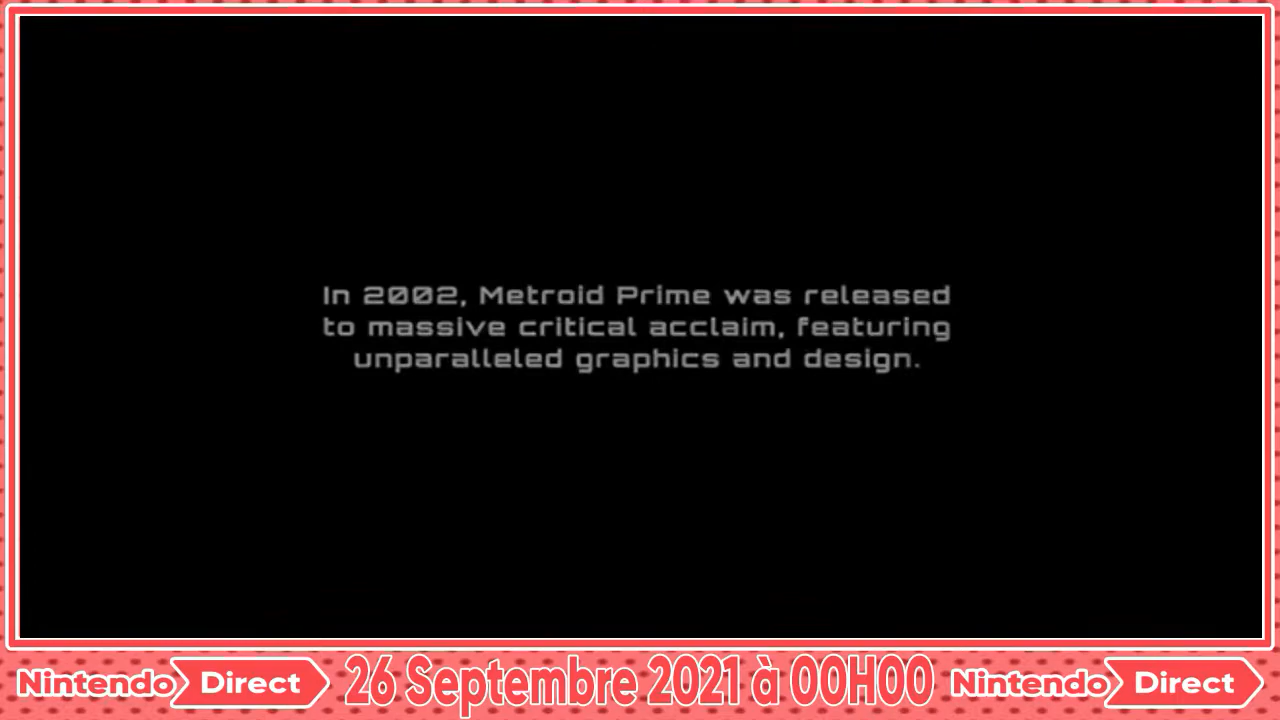 In 2002, Metroid Prime was released
to massive critical acclaim, featuring
unparalleled graphics and design.
Nintendo Direct 26 Septembre 2021 à 00H00 Nintendo Direct